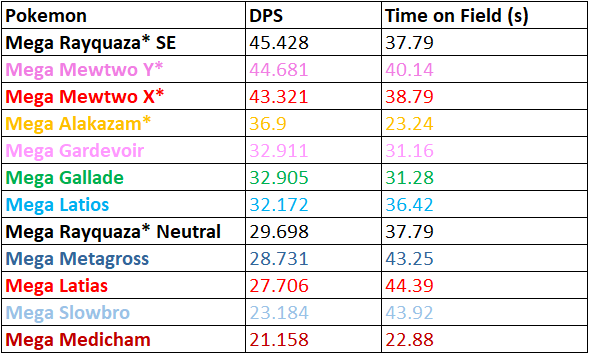 Pokemon DPS Time on Field (s)
Mega Rayquaza* SE 45.428 37.79
Mega Mewtwo Y* 44.681 40.14
Mega Mewtwo X* 43.321 38.79
Mega Alakazam* 36.9 23.24
Mega Gardevoir 32.911 31.16
Mega Gallade 32.905 31.28
Mega Latios 32.172 36.42
Mega Rayquaza* Neutral 29.698 37.79
Mega Metagross 28.731 43.25
Mega Latias 27.706 44.39
Mega Slowbro 23.184 43.92
Mega Medicham 21.158 22.88